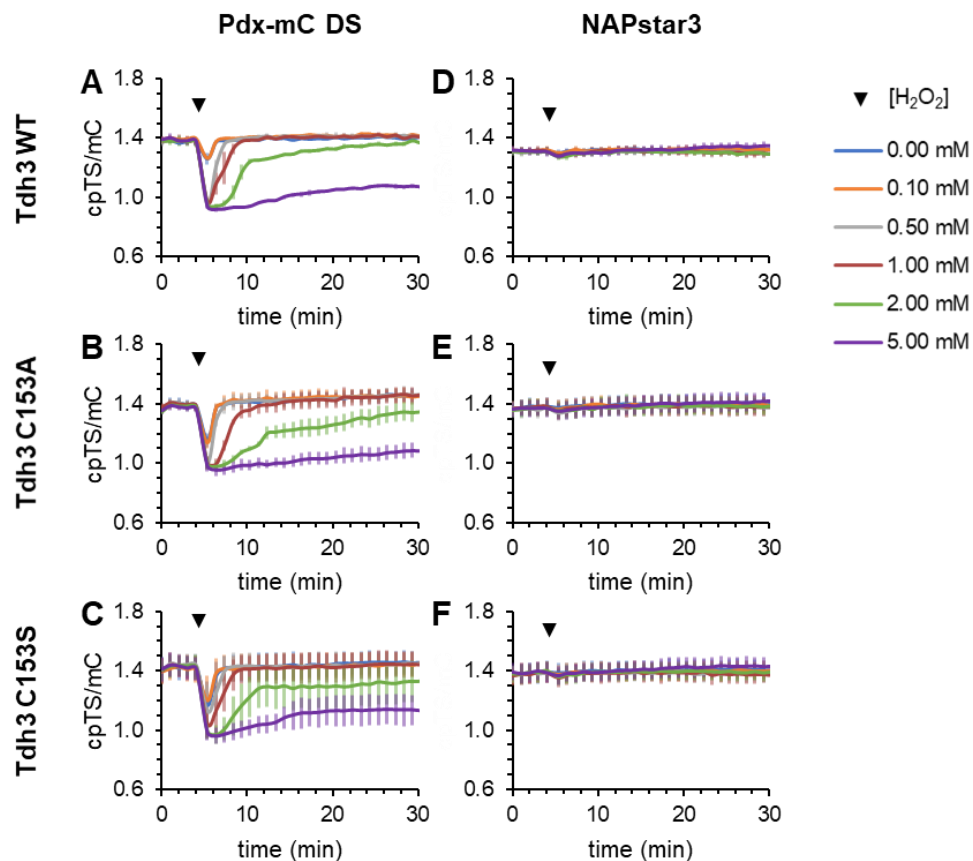 Pdx-mC DS
NAPstar3
Tdh3 WT
A
1.8
1.4
1.0
0.6
cpTS/mC
0 10 20 30
time (min)
D
1.8
1.4
1.0
0.6
0 10 20 30
time (min)
[H₂O₂]
0.00 mM
0.10 mM
0.50 mM
1.00 mM
2.00 mM
5.00 mM
Tdh3 C153A
B
1.8
1.4
1.0
0.6
cpTS/mC
0 10 20 30
time (min)
E
1.8
1.4
1.0
0.6
0 10 20 30
time (min)
Tdh3 C153S
C
1.8
1.4
1.0
0.6
cpTS/mC
0 10 20 30
time (min)
F
1.8
1.4
1.0
0.6
0 10 20 30
time (min)